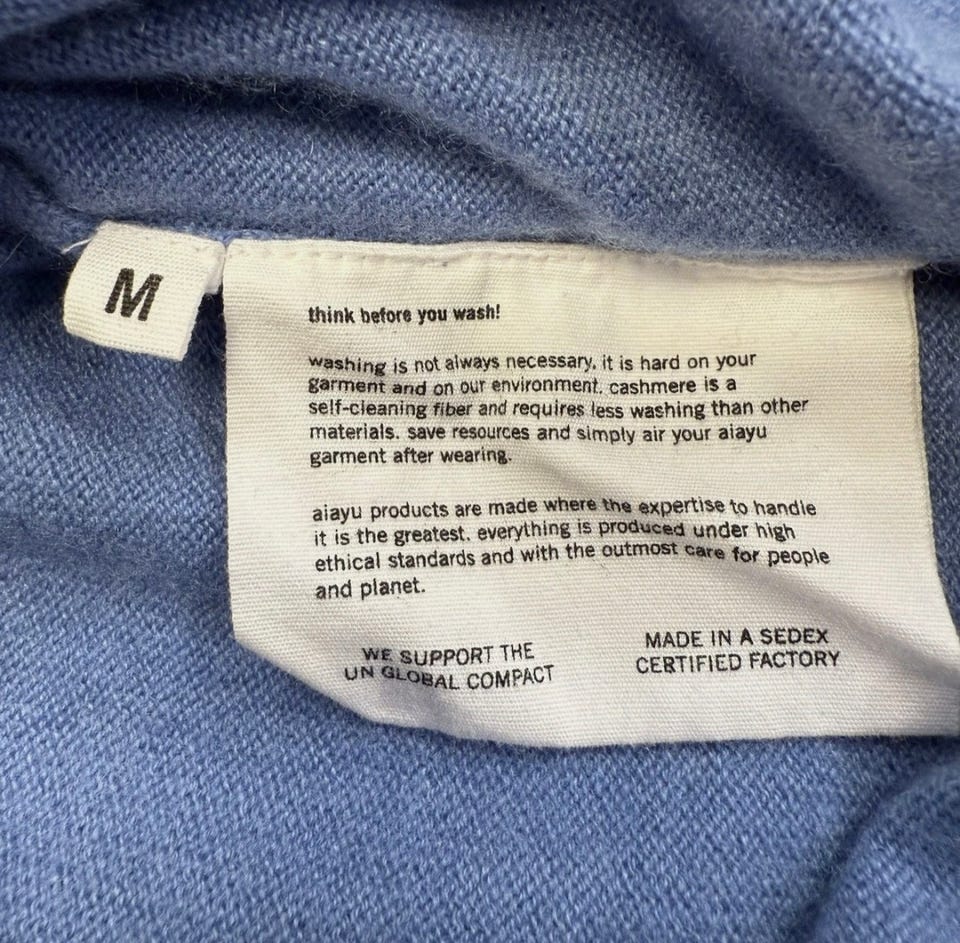 M
think before you wash!
washing is not always necessary. it is hard on your
garment and on our environment. cashmere is a
self-cleaning fiber and requires less washing than other
materials. save resources and simply air your aiayu
garment after wearing.
aiayu products are made where the expertise to handle
it is the greatest. everything is produced under high
ethical standards and with the outmost care for people
and planet.
WE SUPPORT THE
UN GLOBAL COMPACT
MADE IN A SEDEX
CERTIFIED FACTORY